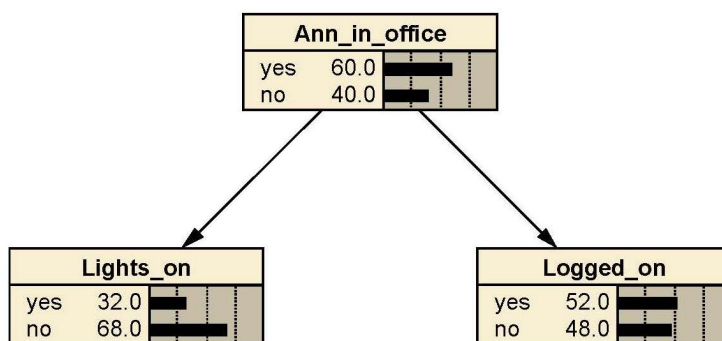 Ann_in_office
yes 60.0
no 40.0
Lights_on
yes 32.0
no 68.0
Logged_on
yes 52.0
no 48.0